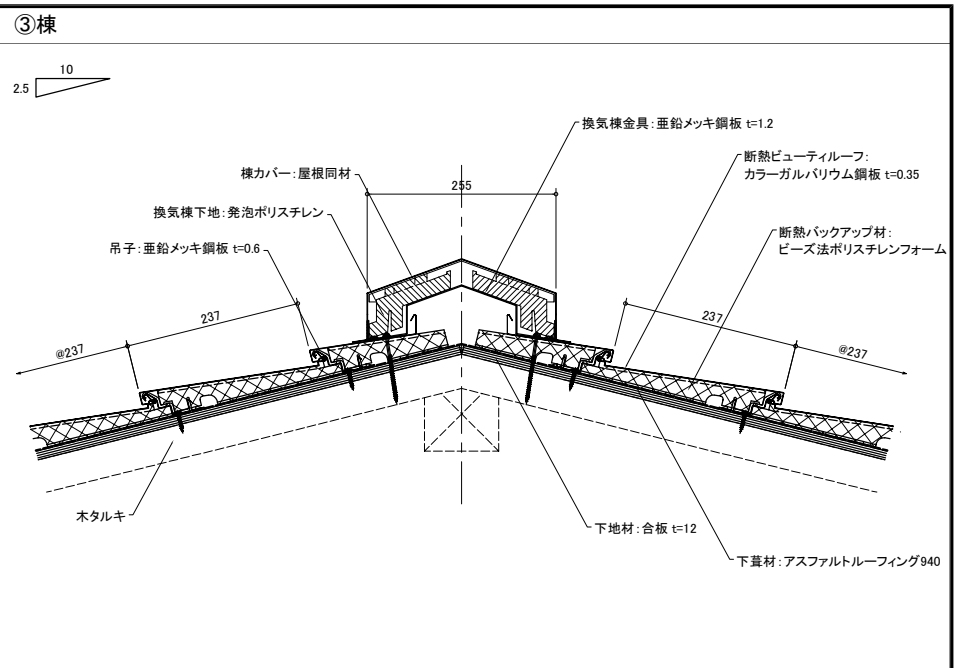 ③棟
10
2.5
換気棟金具:亜鉛メッキ鋼板 t=1.2
断熱ビューティルーフ:
カラーガルバリウム鋼板 t=0.35
棟カバー:屋根同材
255
換気棟下地:発泡ポリスチレン
断熱バックアップ材:
ビーズ法ポリスチレンフォーム
吊子:亜鉛メッキ鋼板 t=0.6
237
237
@237
@237
木タルキ
下地材:合板 t=12
下葺材:アスファルトルーフィング940